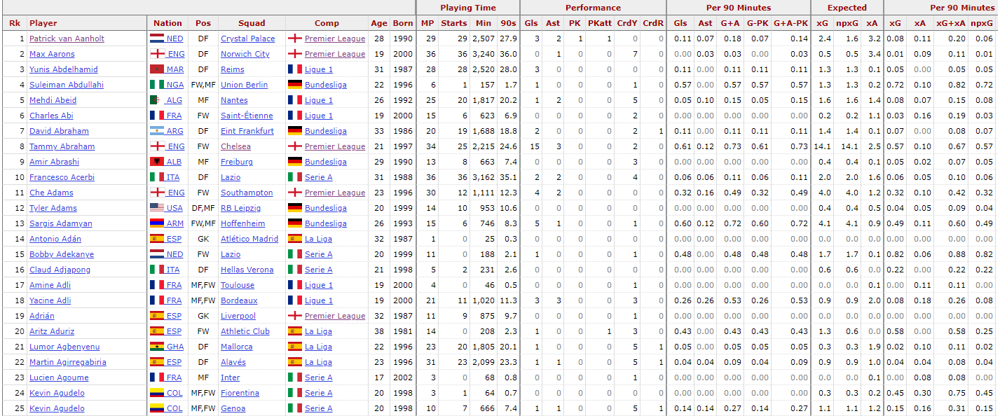 Playing Time Performance Per 90 Minutes Expected Per 90 Minutes
Rk Player Nation Pos Squad Comp Age Born MP Starts Min 90s Gls Ast PK PKatt CrdY CrdR Gls Ast G+A G-PK G+A-PK xG npxG xA xG xA xG+xA npxG
1 Patrick van Aanholt NED DF Crystal Palace Premier League 28 1990 29 29 2,507 27.9 3 2 1 1 0 0 0.11 0.07 0.18 0.07 0.14 2.4 1.6 3.2 0.08 0.11 0.20 0.06
2 Max Aarons ENG DF Norwich City Premier League 19 2000 36 36 3,240 36.0 0 1 0 0 7 0 0.00 0.03 0.03 0.00 0.03 0.5 0.5 3.4 0.01 0.09 0.11 0.01
3 Yunis Abdelhamid MAR DF Reims Ligue 1 31 1987 28 28 2,520 28.0 3 0 0 0 0 0 0.11 0.00 0.11 0.11 0.11 1.3 1.3 0.1 0.05 0.00 0.05 0.05
4 Suleiman Abdullahi NGA FW,MF Union Berlin Bundesliga 22 1996 6 1 157 1.7 1 0 0 0 1 0 0.57 0.00 0.57 0.57 0.57 1.3 1.3 0.2 0.72 0.10 0.82 0.72
5 Mehdi Abeid ALG MF Nantes Ligue 1 26 1992 25 20 1,817 20.2 1 2 0 0 5 0 0.05 0.10 0.15 0.05 0.15 1.6 1.6 1.4 0.08 0.07 0.15 0.08
6 Charles Abi FRA FW Saint-Étienne Ligue 1 19 2000 15 6 623 6.9 0 0 0 0 2 0 0.00 0.00 0.00 0.00 0.00 0.2 0.2 1.1 0.03 0.16 0.19 0.03
7 David Abraham ARG DF Eint Frankfurt Bundesliga 33 1986 20 19 1,688 18.8 2 0 0 0 2 1 0.11 0.00 0.11 0.11 0.11 1.4 1.4 0.1 0.07 0.00 0.08 0.07
8 Tammy Abraham ENG FW Chelsea Premier League 21 1997 34 25 2,215 24.6 15 3 0 0 2 0 0.61 0.12 0.73 0.61 0.73 14.1 14.1 2.5 0.57 0.10 0.67 0.57
9 Amir Abrashi ALB MF Freiburg Bundesliga 29 1990 13 8 663 7.4 0 0 0 0 3 0 0.00 0.00 0.00 0.00 0.00 0.4 0.4 0.1 0.05 0.02 0.07 0.05
10 Francesco Acerbi ITA DF Lazio Serie A 31 1988 36 36 3,162 35.1 2 2 0 0 4 0 0.06 0.06 0.11 0.06 0.11 2.0 2.0 1.6 0.06 0.05 0.10 0.06
11 Che Adams ENG FW Southampton Premier League 23 1996 30 12 1,111 12.3 4 2 0 0 0 0 0.32 0.16 0.49 0.32 0.49 4.0 4.0 1.2 0.32 0.10 0.42 0.32
12 Tyler Adams USA DF,MF RB Leipzig Bundesliga 20 1999 14 10 953 10.6 0 0 0 0 0 0 0.00 0.00 0.00 0.00 0.00 0.4 0.4 0.5 0.04 0.05 0.09 0.04
13 Sargis Adamyan ARM FW,MF Hoffenheim Bundesliga 26 1993 15 6 746 8.3 5 1 0 0 1 0 0.60 0.12 0.72 0.60 0.72 4.1 4.1 0.9 0.49 0.11 0.60 0.49
14 Antonio Adán ESP GK Atlético Madrid La Liga 32 1987 1 0 25 0.3 0 0 0 0 0 0 0.00 0.00 0.00 0.00 0.00 0.0 0.0 0.0 0.00 0.00 0.00 0.00
15 Bobby Adekanye NED FW Lazio Serie A 20 1999 11 0 188 2.1 1 0 0 0 1 0 0.48 0.00 0.48 0.48 0.48 1.7 1.7 0.1 0.82 0.06 0.88 0.82
16 Claud Adjapong ITA DF Hellas Verona Serie A 21 1998 5 2 231 2.6 0 0 0 0 0 0 0.00 0.00 0.00 0.00 0.00 0.6 0.6 0.0 0.22 0.00 0.22 0.22
17 Amine Adli FRA MF,FW Toulouse Ligue 1 19 2000 4 0 46 0.5 0 0 0 0 1 0 0.00 0.00 0.00 0.00 0.00 0.0 0.0 0.1 0.00 0.11 0.11 0.00
18 Yacine Adli FRA MF,FW Bordeaux Ligue 1 19 2000 21 11 1,020 11.3 3 3 0 0 3 0 0.26 0.26 0.53 0.26 0.53 0.9 0.9 2.0 0.08 0.18 0.26 0.08
19 Adrián ESP GK Liverpool Premier League 32 1987 11 9 875 9.7 0 0 0 0 1 0 0.00 0.00 0.00 0.00 0.00 0.0 0.0 0.0 0.00 0.00 0.00 0.00
20 Aritz Aduriz ESP FW Athletic Club La Liga 38 1981 14 0 208 2.3 1 0 0 1 3 0 0.43 0.00 0.43 0.43 0.43 1.3 0.6 0.0 0.58 0.00 0.58 0.25
21 Lumor Agbenyenu GHA DF Mallorca La Liga 22 1996 23 20 1,805 20.1 1 0 0 0 5 1 0.05 0.00 0.05 0.05 0.05 0.3 0.3 1.9 0.02 0.10 0.11 0.02
22 Martin Agirregabiria ESP DF Alavés La Liga 23 1996 31 23 2,099 23.3 1 1 0 0 5 1 0.04 0.04 0.09 0.04 0.09 0.9 0.9 1.0 0.04 0.04 0.08 0.04
23 Lucien Agoume FRA MF Inter Serie A 17 2002 3 0 68 0.8 0 0 0 0 1 0 0.00 0.00 0.00 0.00 0.00 0.0 0.0 0.1 0.00 0.08 0.08 0.00
24 Kevin Agudelo COL MF,FW Fiorentina Serie A 20 1998 3 1 64 0.7 0 0 0 0 0 0 0.00 0.00 0.00 0.00 0.00 0.3 0.3 0.2 0.45 0.30 0.75 0.45
25 Kevin Agudelo COL MF,FW Genoa Serie A 20 1998 10 7 666 7.4 1 1 0 0 5 1 0.14 0.14 0.27 0.14 0.27 1.1 1.1 1.2 0.15 0.16 0.31 0.15